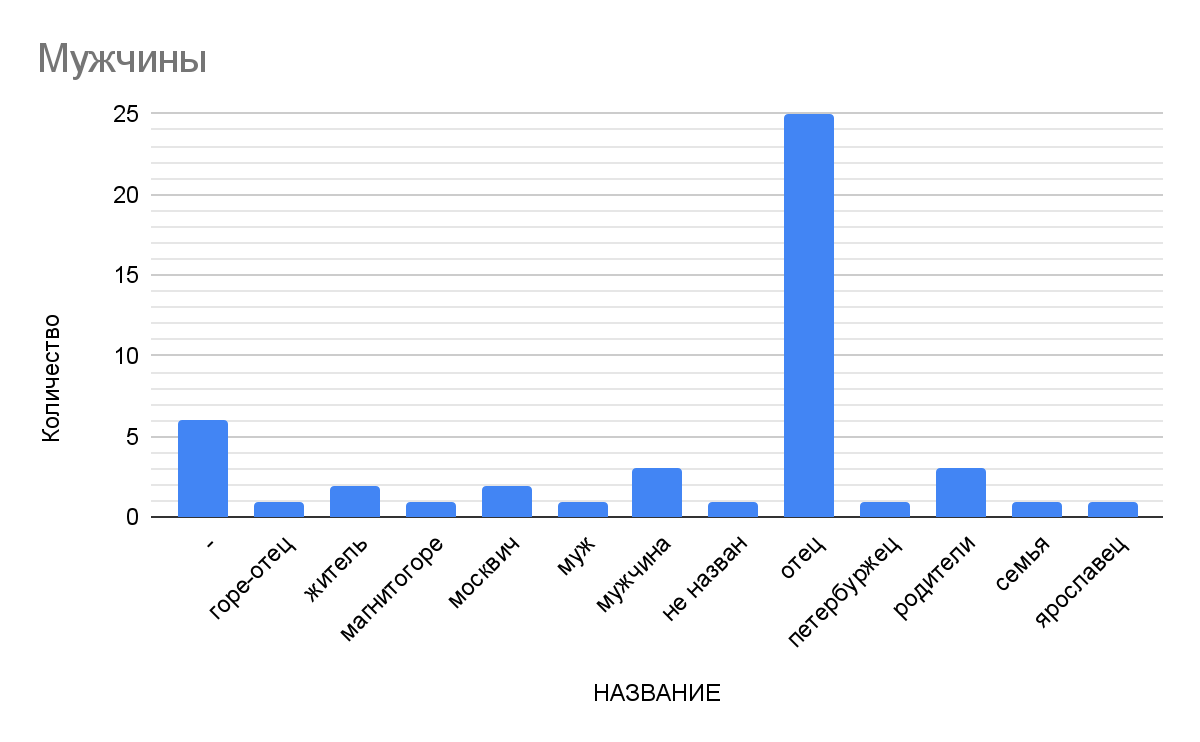 Мужчины
25
20
15
10
5
0
Количество
-
горе-отец
житель
магнитогоре
москвич
муж
мужчина
не назван
отец
петербуржец
родители
семья
ярославец
НАЗВАНИЕ